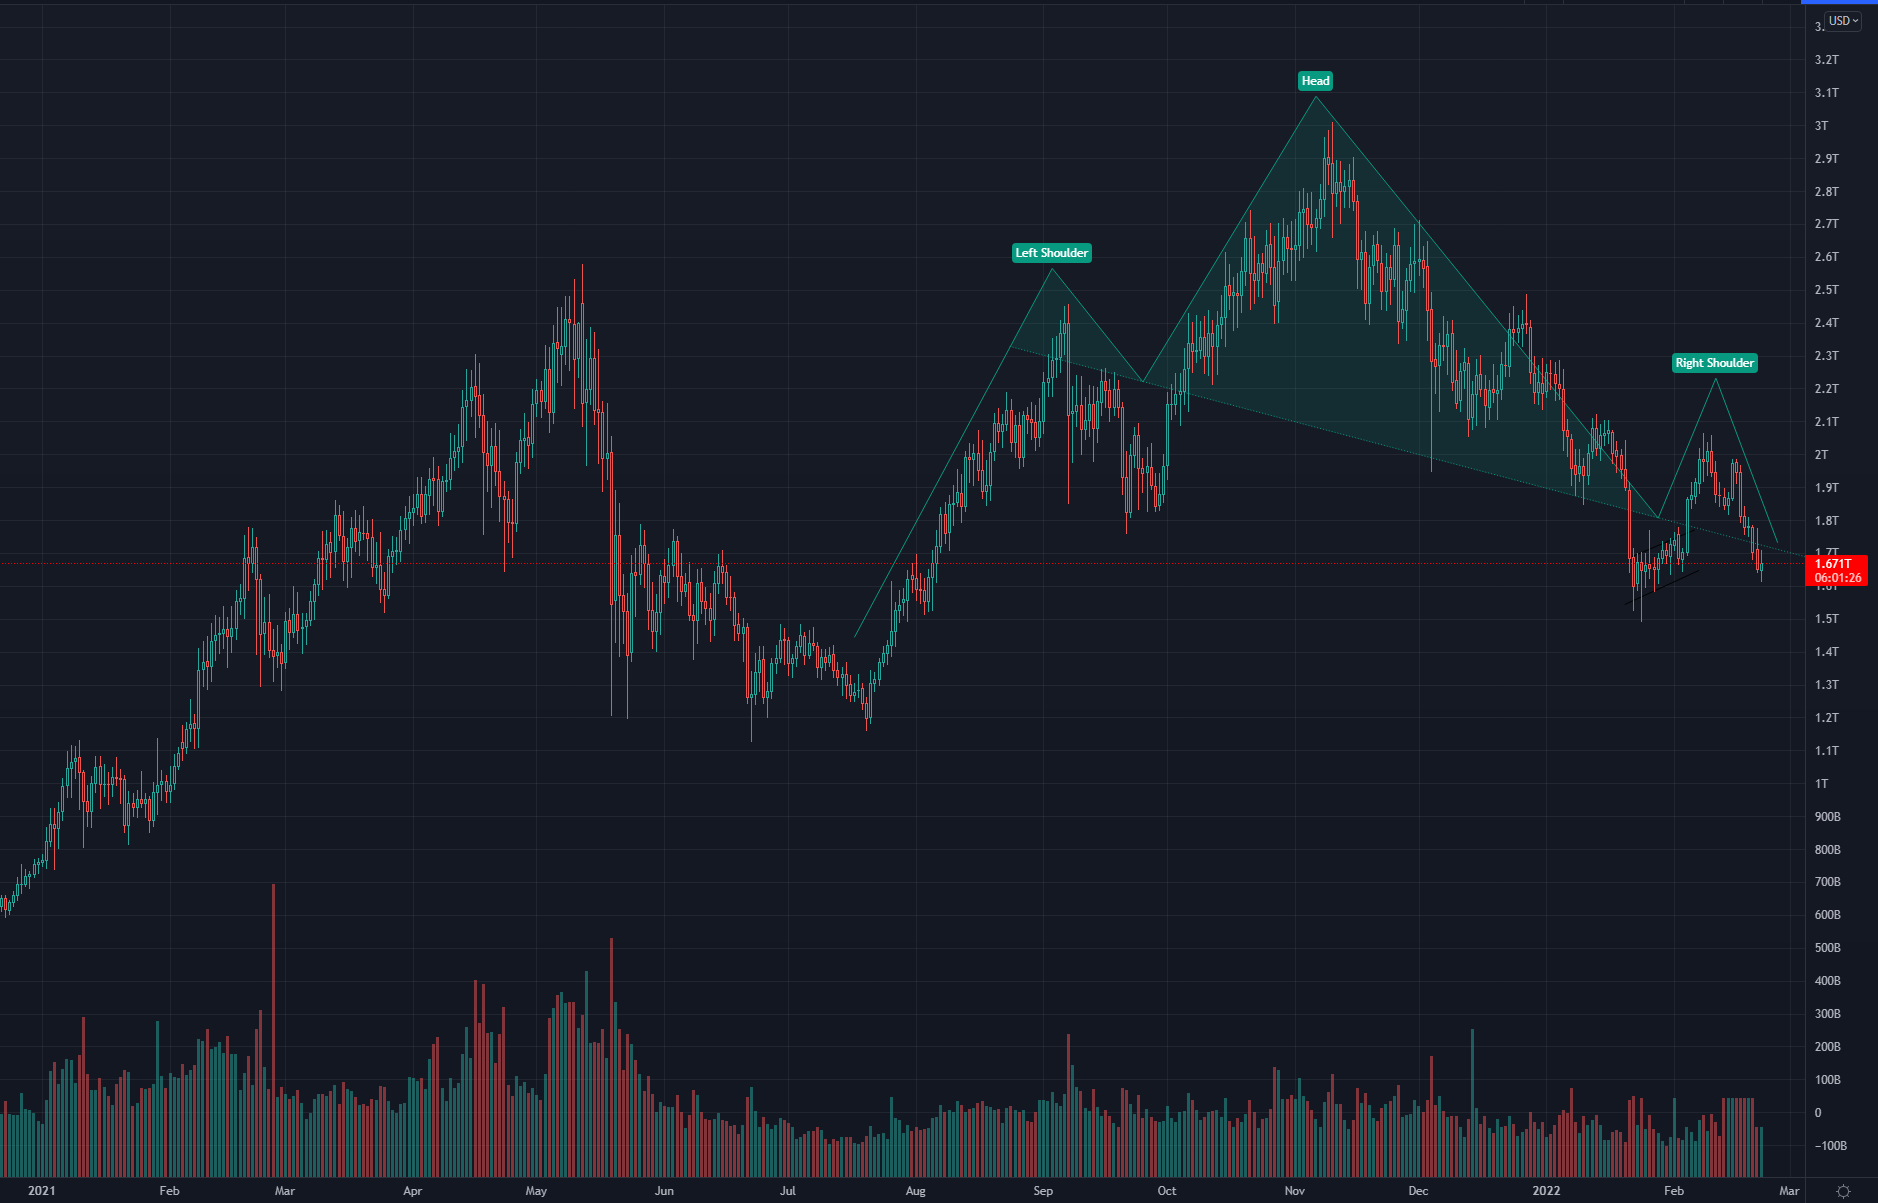 USD
3.2T
3.1T
Head
3T
2.9T
2.8T
2.7T
Left Shoulder
2.6T
2.5T
2.4T
2.3T
Right Shoulder
2.2T
2.1T
2T
1.9T
1.8T
1.7T
1.671T
06:01:26
1.5T
1.4T
1.3T
1.2T
1.1T
1T
900B
800B
700B
600B
500B
400B
300B
200B
100B
0
−100B
2021 Feb Mar Apr May Jun Jul Aug Sep Oct Nov Dec 2022 Feb Mar